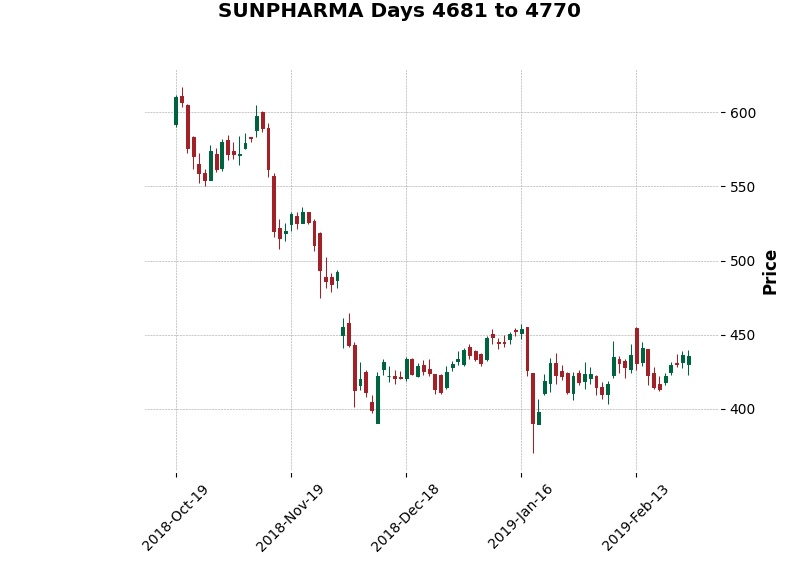 SUNPHARMA Days 4681 to 4770
600
550
500
450
400
Price
2018-Oct-19
2018-Nov-19
2018-Dec-18
2019-Jan-16
2019-Feb-13